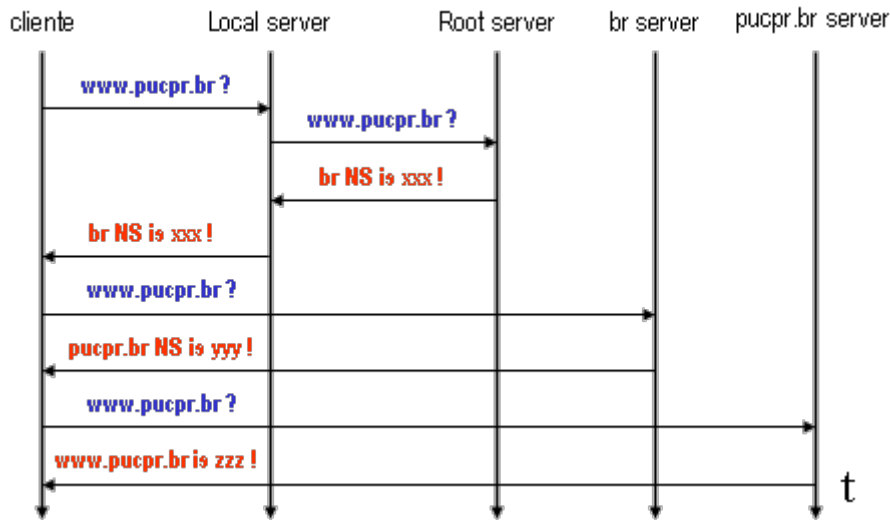 cliente Local server Root server br server pucpr.br server
www.pucpr.br ?
www.pucpr.br ?
br NS is xxx !
br NS is xxx !
www.pucpr.br ?
pucpr.br NS is yyy !
www.pucpr.br ?
www.pucpr.br is zzz !
t